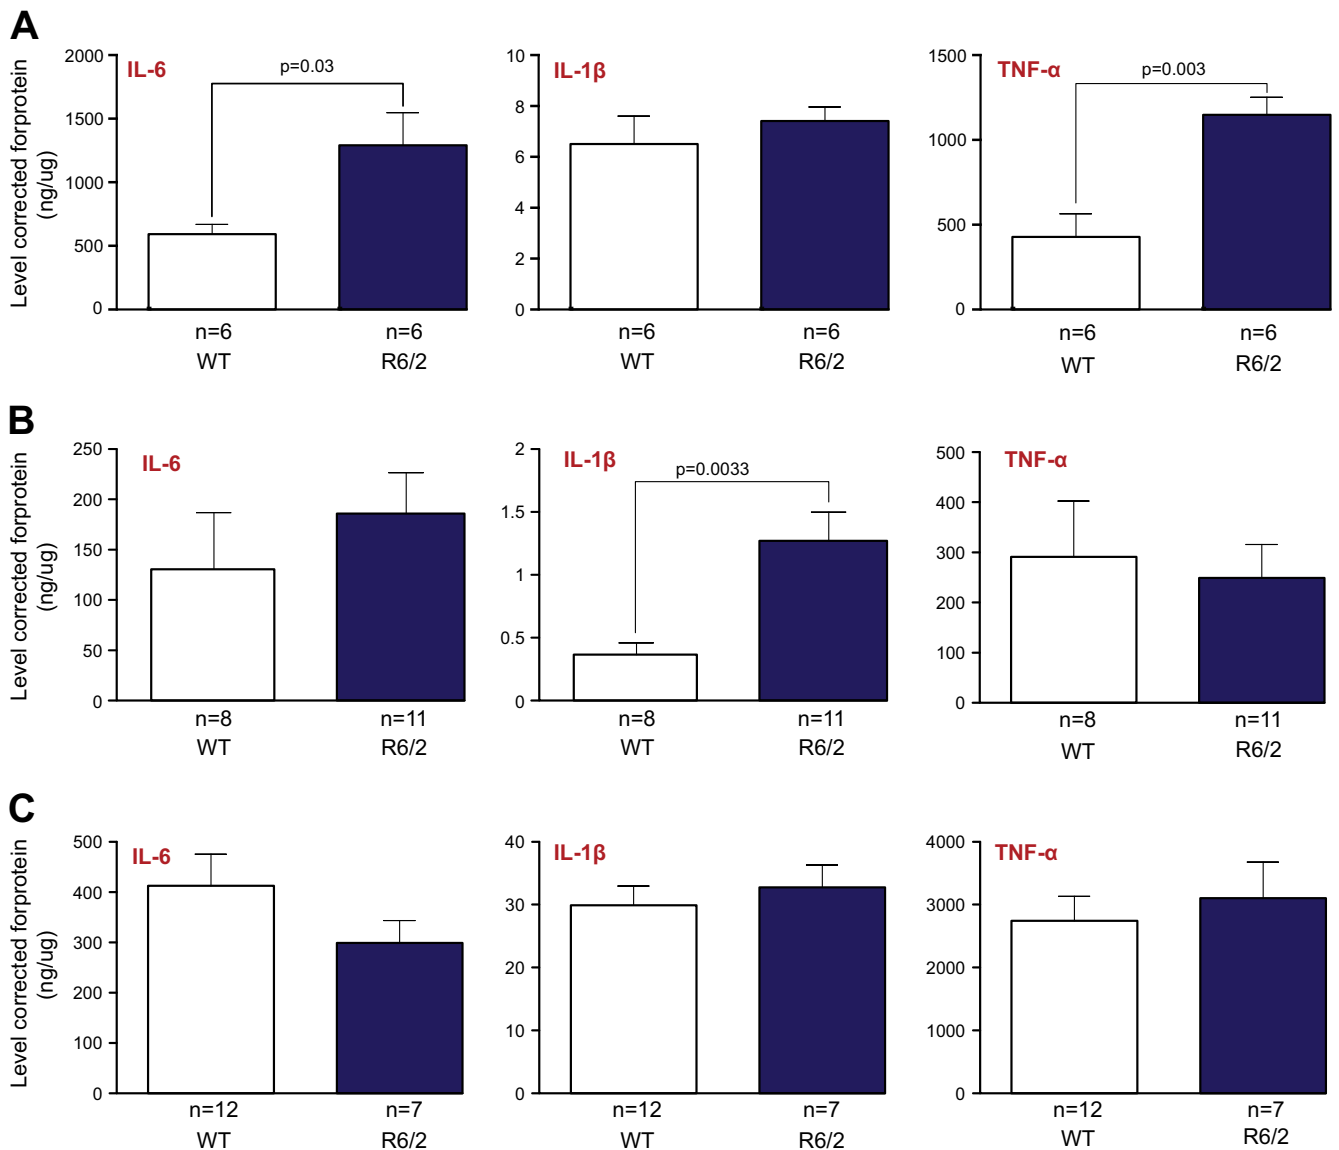 A
Level corrected forprotein
(ng/ug)
2000
1500
1000
500
0
IL-6
p=0.03
n=6
n=6
WT
R6/2
10
8
6
4
2
0
IL-1β
n=6
n=6
WT
R6/2
1500
1000
500
0
TNF-α
p=0.003
n=6
n=6
WT
R6/2
B
Level corrected forprotein
(ng/ug)
250
200
150
100
50
0
IL-6
n=8
n=11
WT
R6/2
2
1.5
1
0.5
0
IL-1β
p=0.0033
n=8
n=11
WT
R6/2
500
400
300
200
100
0
TNF-α
n=8
n=11
WT
R6/2
C
Level corrected forprotein
(ng/ug)
500
400
300
200
100
0
IL-6
n=12
n=7
WT
R6/2
40
30
20
10
0
IL-1β
n=12
n=7
WT
R6/2
4000
3000
2000
1000
0
TNF-α
n=12
n=7
WT
R6/2